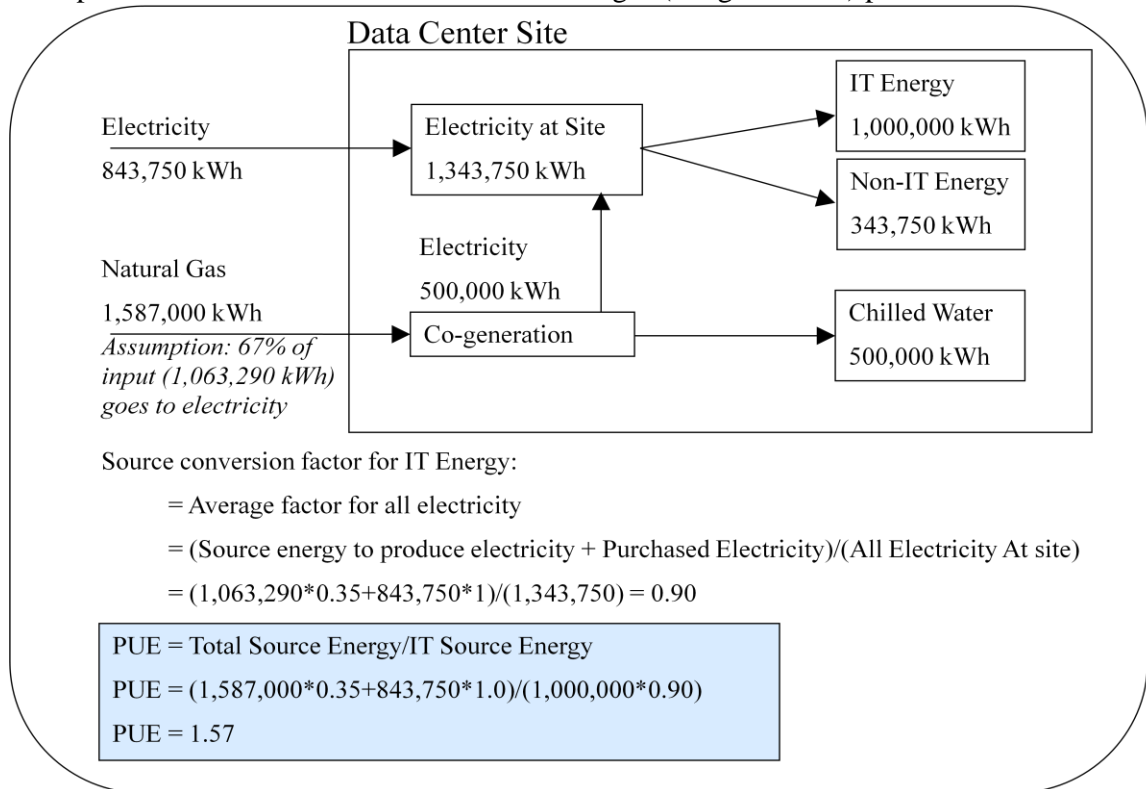 Data Center Site
IT Energy
1,000,000 kWh
Electricity
843,750 kWh
Electricity at Site
1,343,750 kWh
Non-IT Energy
343,750 kWh
Electricity
500,000 kWh
Natural Gas
1,587,000 kWh
Assumption: 67% of
input (1,063,290 kWh)
goes to electricity
Co-generation
Chilled Water
500,000 kWh
Source conversion factor for IT Energy:
= Average factor for all electricity
= (Source energy to produce electricity + Purchased Electricity)/(All Electricity At site)
= (1,063,290*0.35+843,750*1)/(1,343,750) = 0.90
PUE = Total Source Energy/IT Source Energy
PUE = (1,587,000*0.35+843,750*1.0)/(1,000,000*0.90)
PUE = 1.57